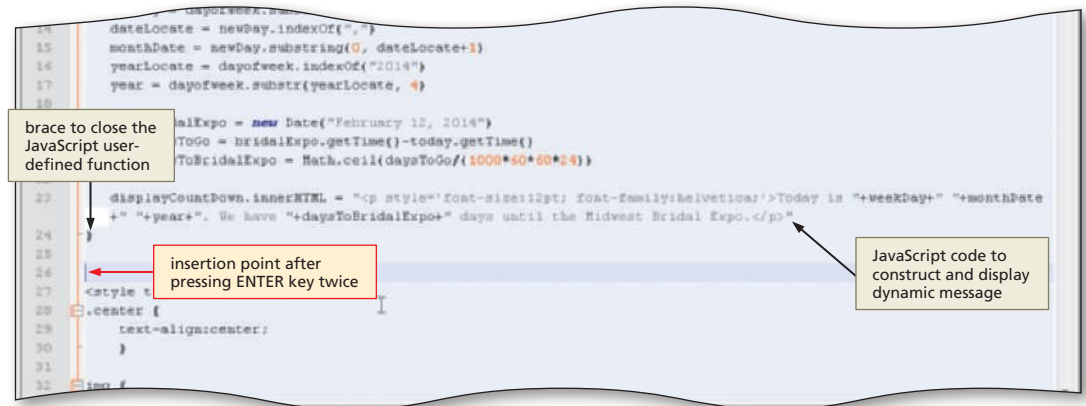 dayofweek.
14 dateLocate = newDay.indexOf(",")
15 monthDate = newDay.substring(0, dateLocate+1)
16 yearLocate = dayofweek.indexOf("2014")
17 year = dayofweek.substr(yearLocate, 4)
18
dalExpo = new Date("February 12, 2014")
ToGo = bridalExpo.getTime()-today.getTime()
ToBridalExpo = Math.ceil(daysToGo/(1000*60*60*24))
brace to close the
JavaScript user-
defined function
23 displayCountDown.innerHTML = "<p style='font-size:12pt; font-family:helvetica;'>Today is "+weekDay+" "+monthDate
+" "+year+". We have "+daysToBridalExpo+" days until the Midwest Bridal Expo.</p>"
24 }
25
26
insertion point after
pressing ENTER key twice
JavaScript code to
construct and display
dynamic message
27 <style t
28 .center {
29 text-align:center;
30 }
31
32 img {